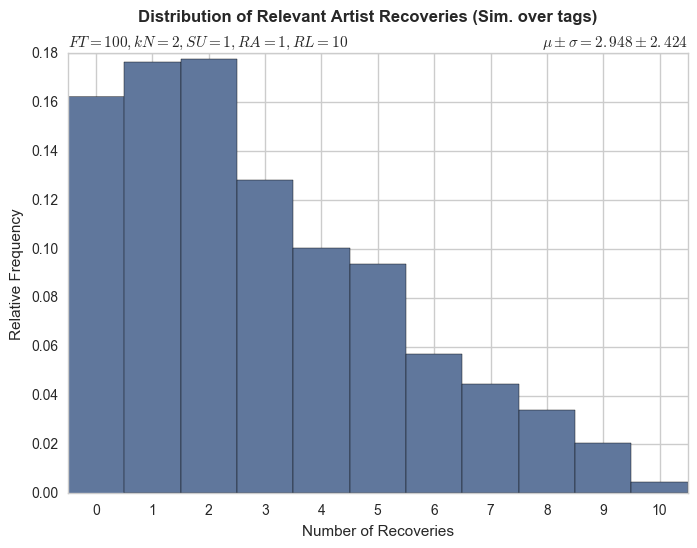 Distribution of Relevant Artist Recoveries (Sim. over tags)
FT = 100, kN = 2, SU = 1, RA = 1, RL = 10 μ ± σ = 2.948 ± 2.424
0.18
0.16
0.14
0.12
0.10
0.08
0.06
0.04
0.02
0.00
Relative Frequency
0 1 2 3 4 5 6 7 8 9 10
Number of Recoveries